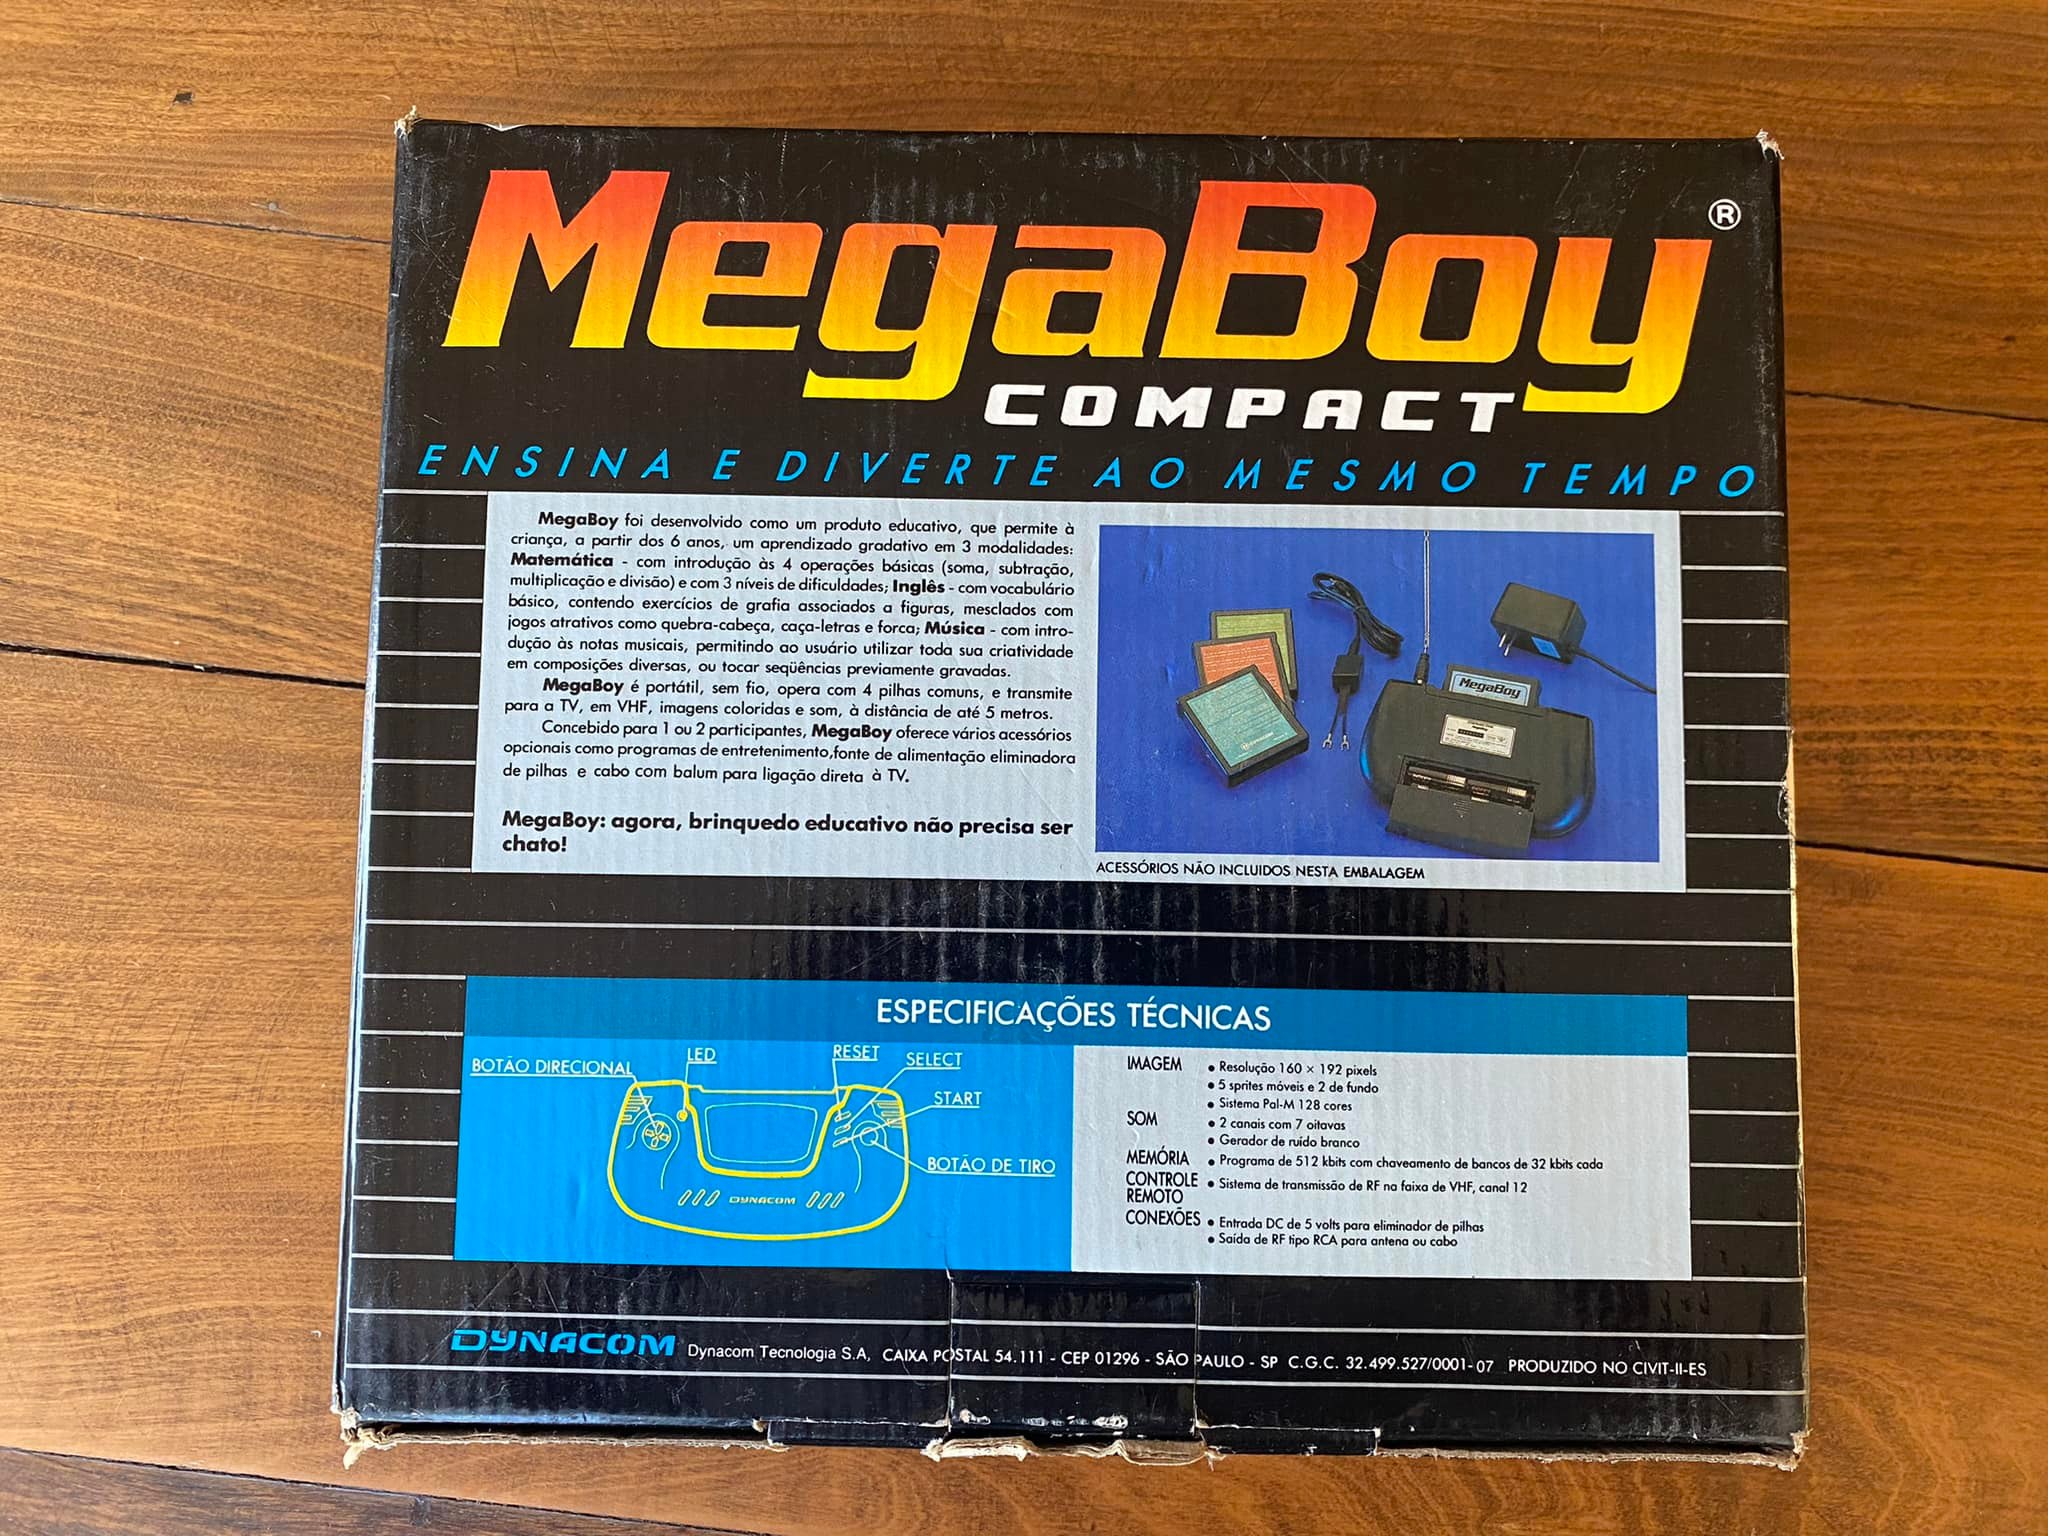 MegaBoy®
COMPACT
ENSINA E DIVERTE AO MESMO TEMPO
MegaBoy foi desenvolvido como um produto educativo, que permite à
criança, a partir dos 6 anos, um aprendizado gradativo em 3 modalidades:
Matemática - com introdução às 4 operações básicas (soma, subtração,
multiplicação e divisão) e com 3 níveis de dificuldades; Inglês - com vocabulário
básico, contendo exercícios de grafia associados a figuras, mesclados com
jogos atrativos como quebra-cabeça, caça-letras e forca; Música - com intro-
dução às notas musicais, permitindo ao usuário utilizar toda sua criatividade
em composições diversas, ou tocar seqüências previamente gravadas.
MegaBoy é portátil, sem fio, opera com 4 pilhas comuns, e transmite
para a TV, em VHF, imagens coloridas e som, à distância de até 5 metros.
Concebido para 1 ou 2 participantes, MegaBoy oferece vários acessórios
opcionais como programas de entretenimento,fonte de alimentação eliminadora
de pilhas e cabo com balum para ligação direta à TV.
MegaBoy: agora, brinquedo educativo não precisa ser
chato!
MegaBoy
DYNACOM
ACESSÓRIOS NÃO INCLUIDOS NESTA EMBALAGEM
ESPECIFICAÇÕES TÉCNICAS
BOTÃO DIRECIONAL
LED
RESET
SELECT
START
BOTÃO DE TIRO
DYNACOM
IMAGEM • Resolução 160 × 192 pixels
• 5 sprites móveis e 2 de fundo
• Sistema Pal-M 128 cores
SOM • 2 canais com 7 oitavas
• Gerador de ruído branco
MEMÓRIA • Programa de 512 kbits com chaveamento de bancos de 32 kbits cada
CONTROLE • Sistema de transmissão de RF na faixa de VHF, canal 12
REMOTO
CONEXÕES • Entrada DC de 5 volts para eliminador de pilhas
• Saída de RF tipo RCA para antena ou cabo
DYNACOM Dynacom Tecnologia S.A, CAIXA POSTAL 54.111 - CEP 01296 - SÃO PAULO - SP C.G.C. 32.499.527/0001-07 PRODUZIDO NO CIVIT-II-ES